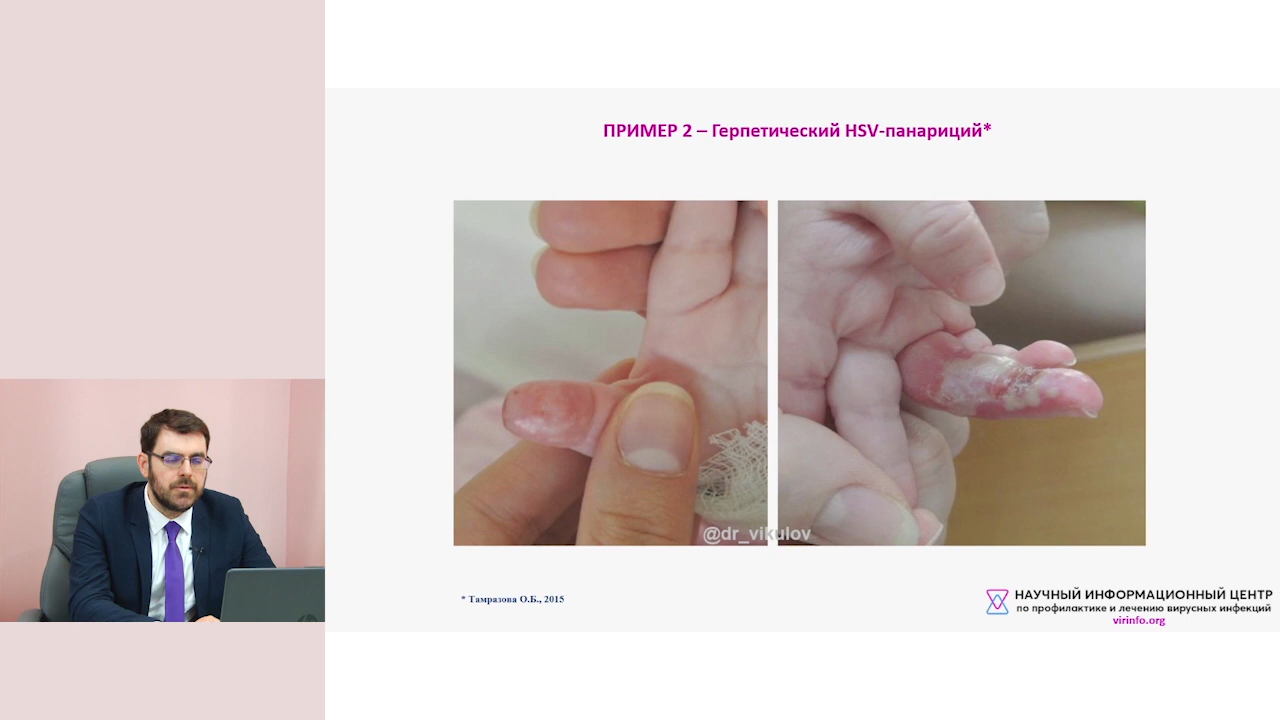 ПРИМЕР 2 – Герпетический HSV-панариций*
@dr_vikulov
* Тамразова О.Б., 2015
НАУЧНЫЙ ИНФОРМАЦИОННЫЙ ЦЕНТР
по профилактике и лечению вирусных инфекций
virinfo.org